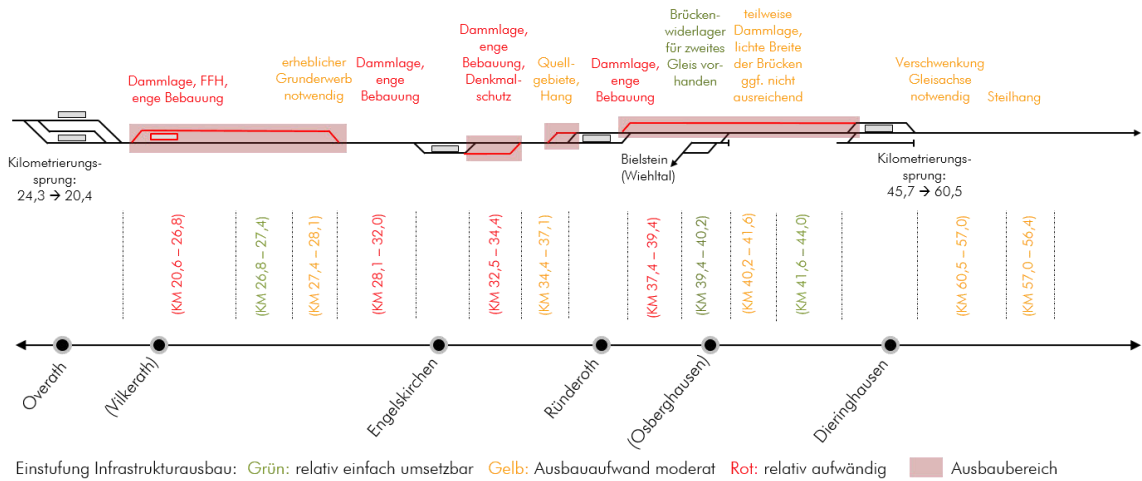 Dammlage, FFH,
enge Bebauung
erheblicher
Grunderwerb
notwendig
Dammlage,
enge
Bebauung
Dammlage,
enge
Bebauung,
Denkmal-
schutz
Quell-
gebiete,
Hang
Dammlage,
enge
Bebauung
Brücken-
widerlager
für zweites
Gleis vor-
handen
teilweise
Dammlage,
lichte Breite
der Brücken
ggf. nicht
ausreichend
Verschwenkung
Gleisachse
notwendig
Steilhang
Kilometrierungs-
sprung:
24,3 → 20,4
Bielstein
(Wiehltal)
Kilometrierungs-
sprung:
45,7 → 60,5
(KM 20,6 – 26,8)
(KM 26,8 – 27,4)
(KM 27,4 – 28,1)
(KM 28,1 – 32,0)
(KM 32,5 – 34,4)
(KM 34,4 – 37,1)
(KM 37,4 – 39,4)
(KM 39,4 – 40,2)
(KM 40,2 – 41,6)
(KM 41,6 – 44,0)
(KM 60,5 – 57,0)
(KM 57,0 – 56,4)
Overath
(Vilkerath)
Engelskirchen
Ründeroth
(Osberghausen)
Dieringhausen
Einstufung Infrastrukturausbau: Grün: relativ einfach umsetzbar Gelb: Ausbauaufwand moderat Rot: relativ aufwändig Ausbaubereich